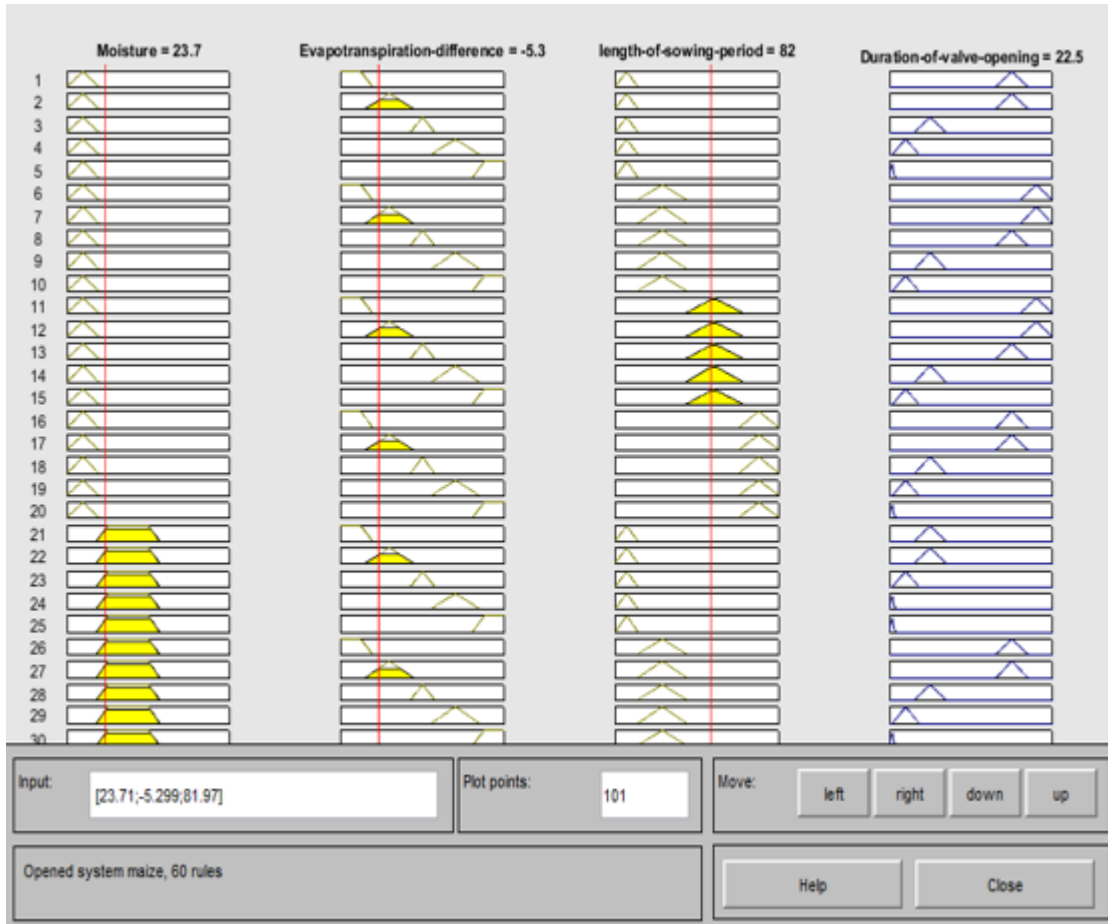 Moisture = 23.7
Evapotranspiration-difference = -5.3
length-of-sowing-period = 82
Duration-of-valve-opening = 22.5
1
2
3
4
5
6
7
8
9
10
11
12
13
14
15
16
17
18
19
20
21
22
23
24
25
26
27
28
29
30
Input:
[23.71;-5.299;81.97]
Plot points:
101
Move:
left
right
down
up
Opened system maize, 60 rules
Help
Close